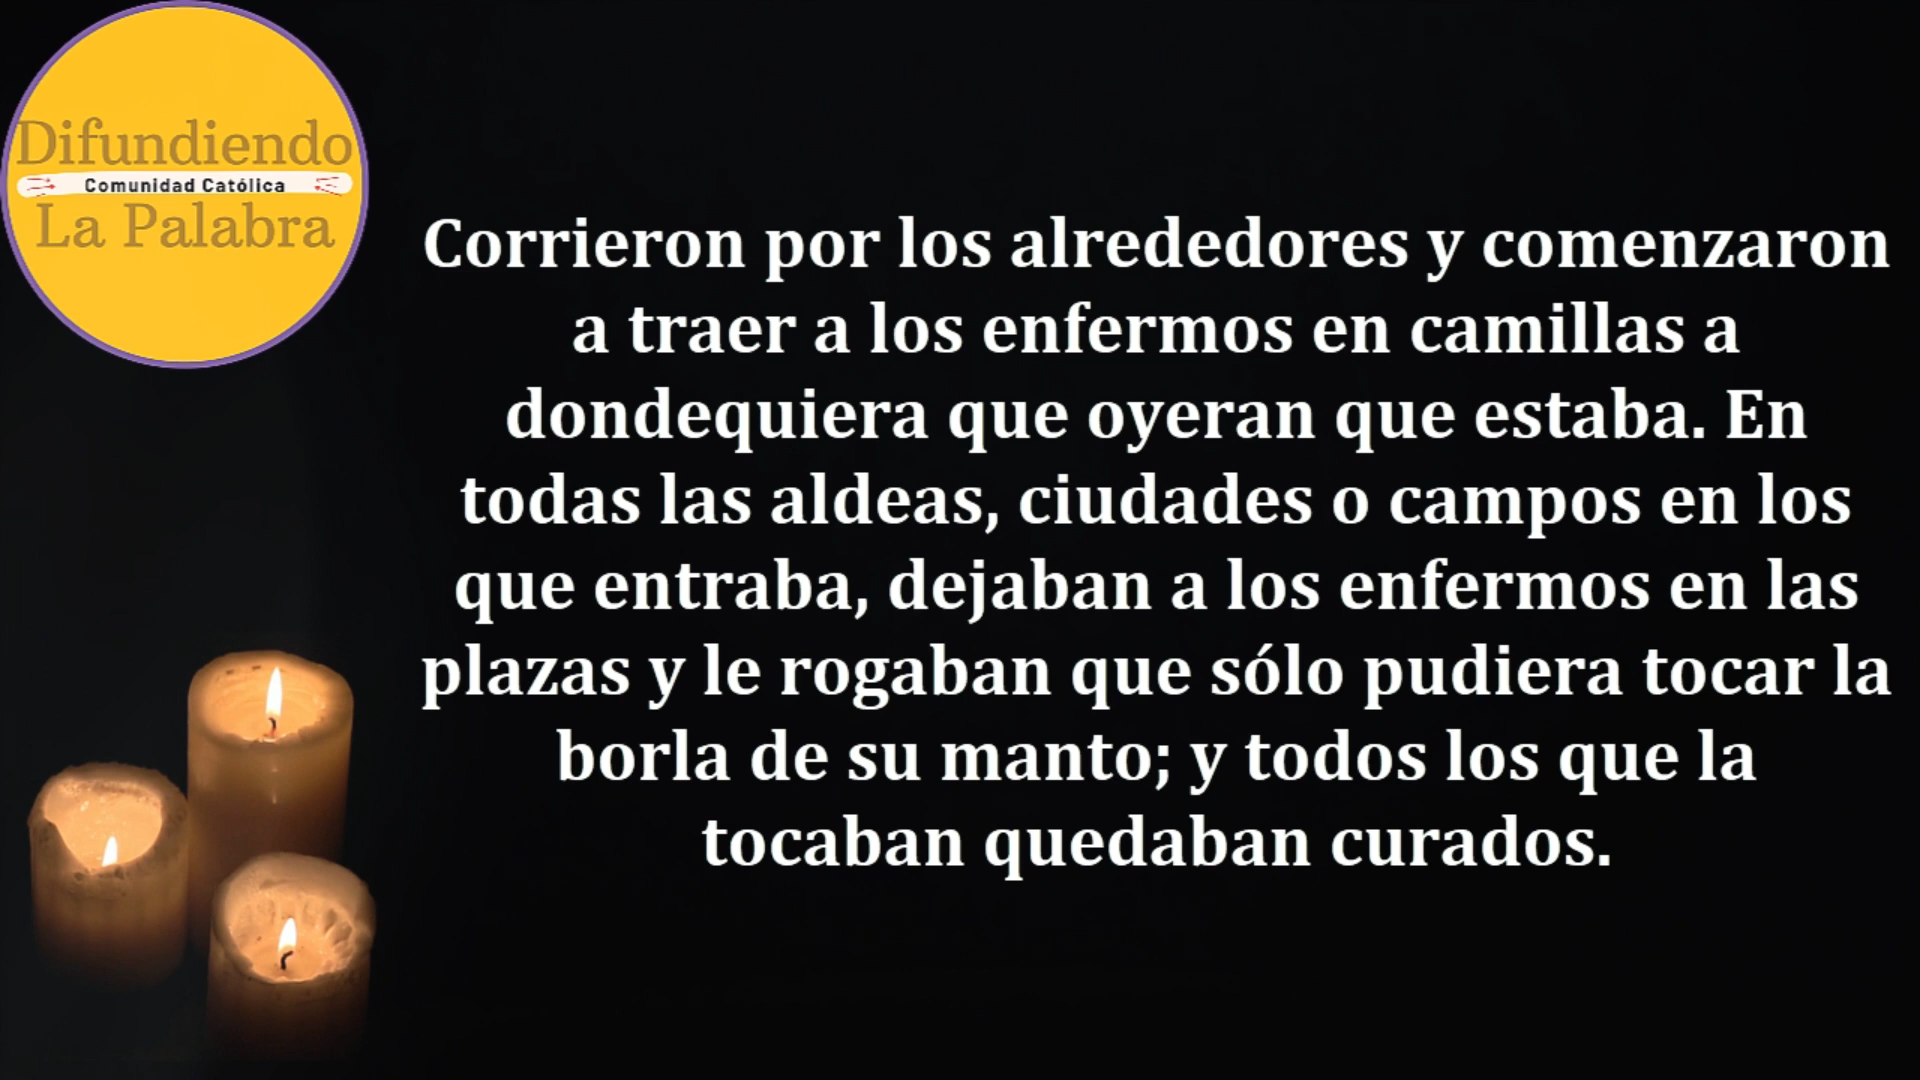 Difundiendo
Comunidad Católica
La Palabra
Corrieron por los alrededores y comenzaron
a traer a los enfermos en camillas a
dondequiera que oyeran que estaba. En
todas las aldeas, ciudades o campos en los
que entraba, dejaban a los enfermos en las
plazas y le rogaban que sólo pudiera tocar la
borla de su manto; y todos los que la
tocaban quedaban curados.